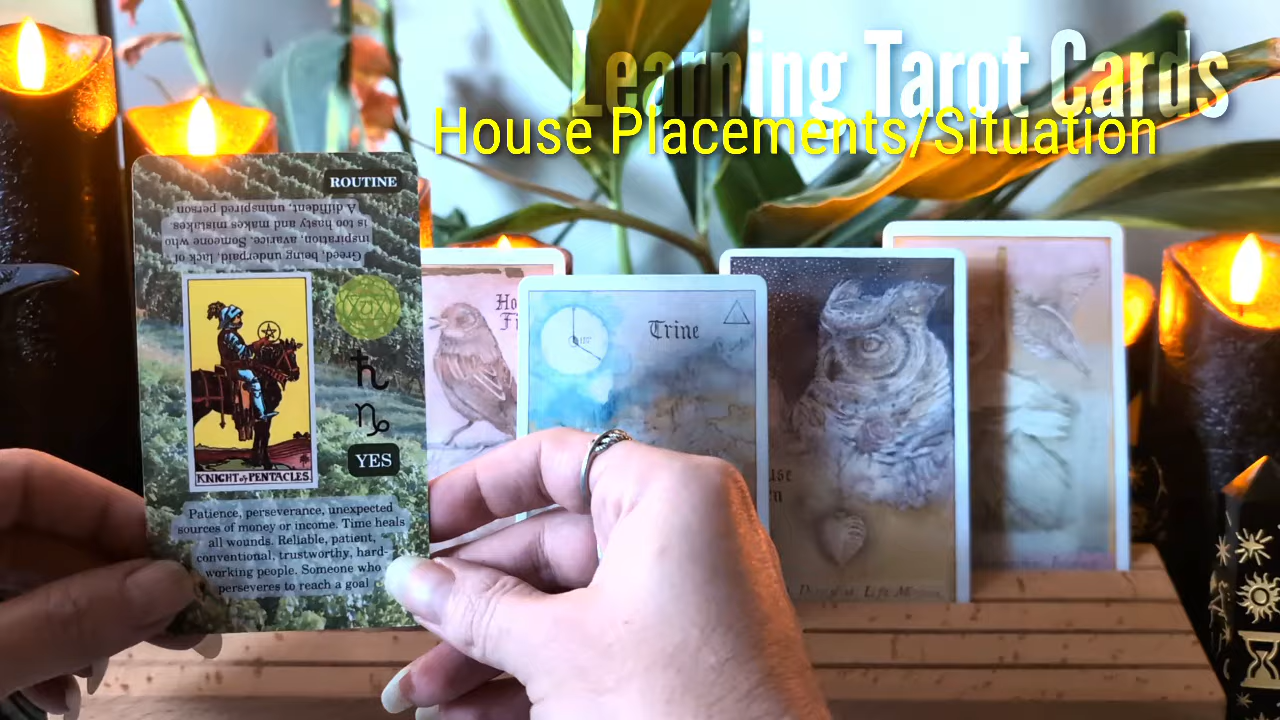 Learning Tarot Cards
House Placements/Situation
ROUTINE
Greed, being underpaid, lack of
inspiration, avarice. Someone who
is too hasty and makes mistakes.
A diffident, uninspired person
KNIGHT of PENTACLES
YES
Patience, perseverance, unexpected
sources of money or income. Time heals
all wounds. Reliable, patient,
conventional, trustworthy, hard-
working people. Someone who
perseveres to reach a goal
Trine